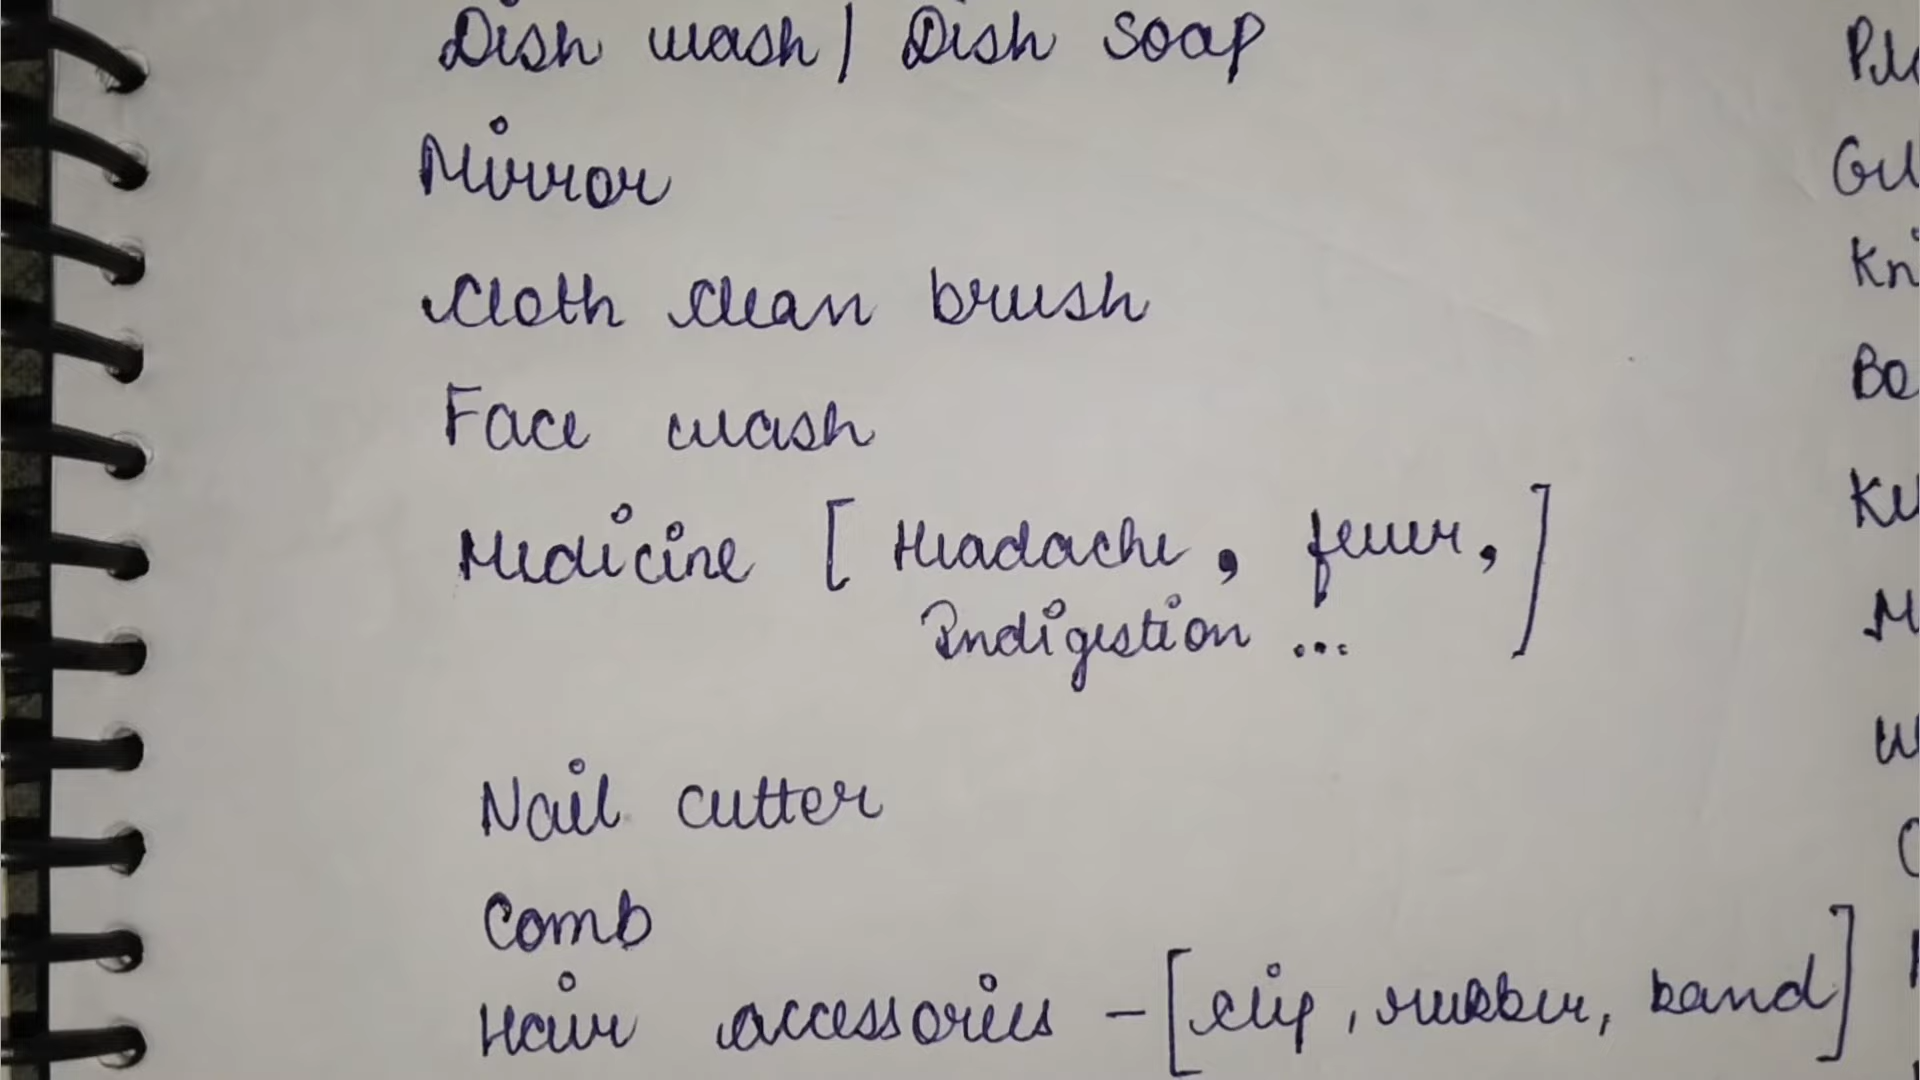 Dish wash / Dish soap
Mirror
Cloth clean brush
Face wash
Medicine [ Headache, fever, ]
Indigestion ...
Nail cutter
Comb
Hair accessories - [clip, rubber, band]